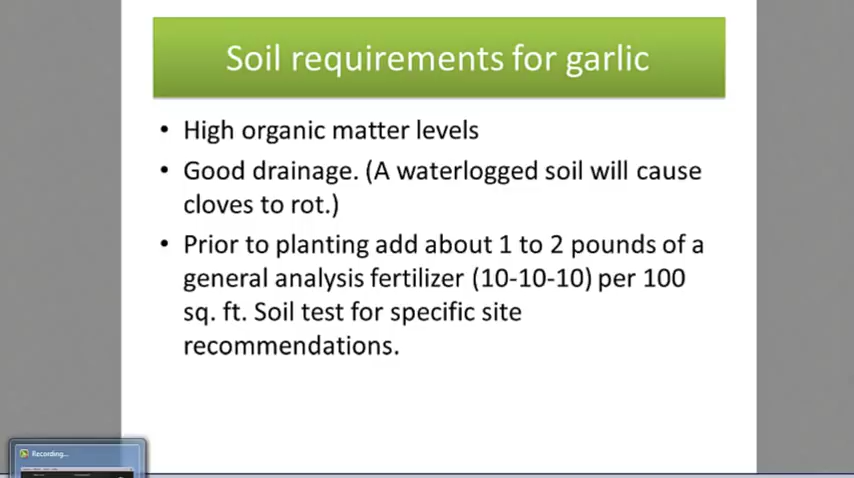 Soil requirements for garlic
• High organic matter levels
• Good drainage. (A waterlogged soil will cause
cloves to rot.)
• Prior to planting add about 1 to 2 pounds of a
general analysis fertilizer (10-10-10) per 100
sq. ft. Soil test for specific site
recommendations.
Recording...